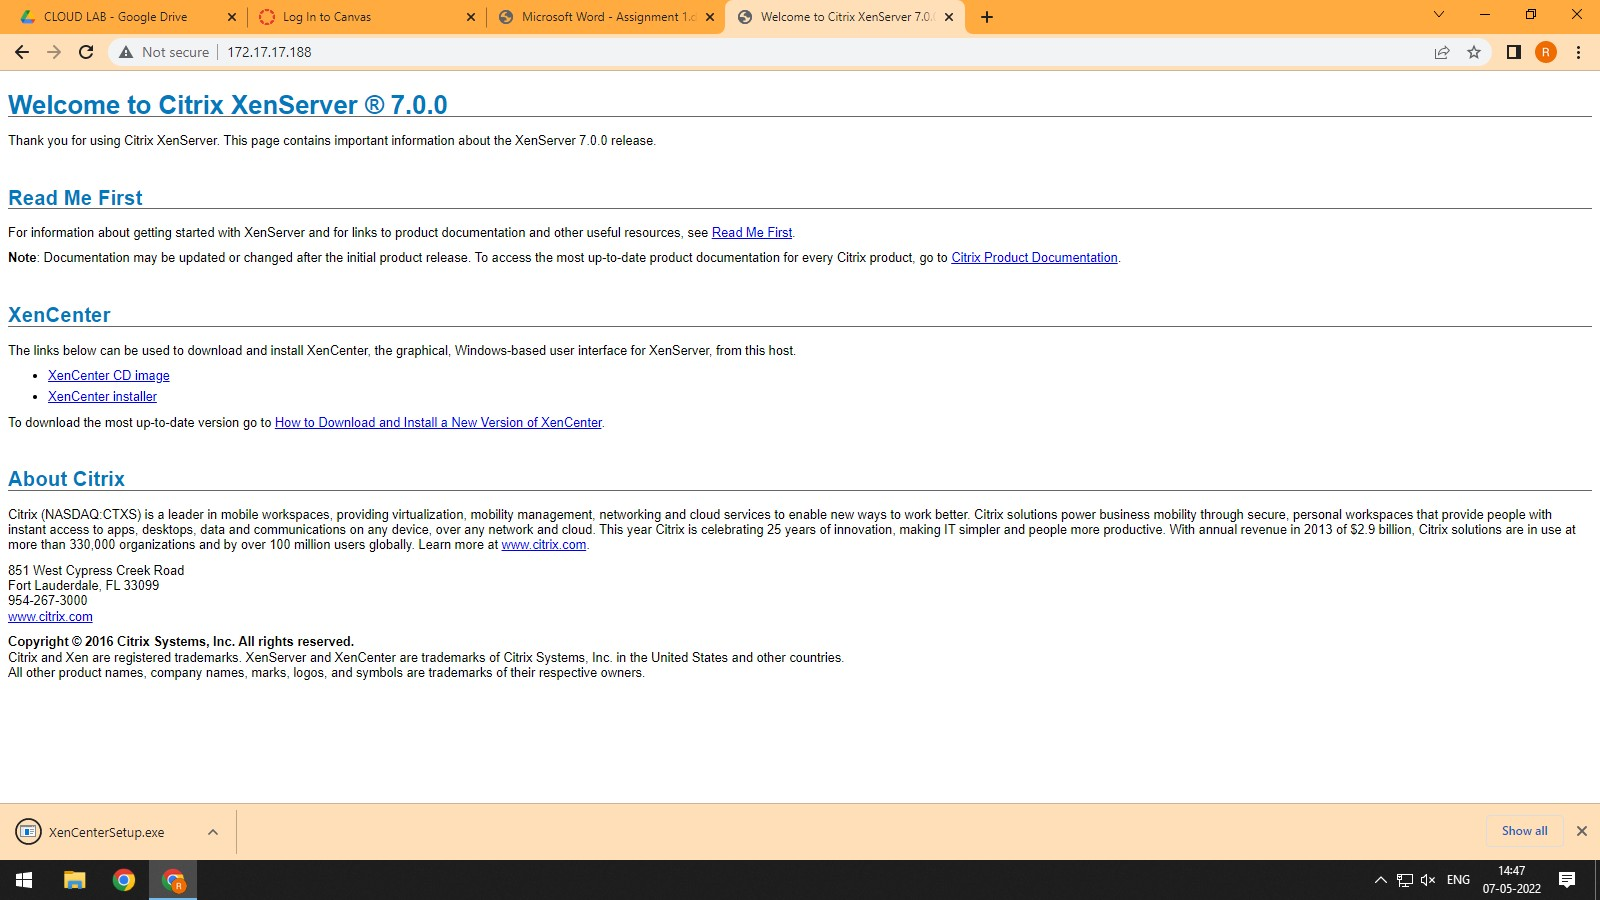 CLOUD LAB - Google Drive
Log In to Canvas
Microsoft Word - Assignment 1.d
Welcome to Citrix XenServer 7.0.0
Not secure
172.17.17.188
R
Welcome to Citrix XenServer ® 7.0.0
Thank you for using Citrix XenServer. This page contains important information about the XenServer 7.0.0 release.
Read Me First
For information about getting started with XenServer and for links to product documentation and other useful resources, see Read Me First.
Note: Documentation may be updated or changed after the initial product release. To access the most up-to-date product documentation for every Citrix product, go to Citrix Product Documentation.
XenCenter
The links below can be used to download and install XenCenter, the graphical, Windows-based user interface for XenServer, from this host.
• XenCenter CD image
• XenCenter installer
To download the most up-to-date version go to How to Download and Install a New Version of XenCenter.
About Citrix
Citrix (NASDAQ:CTXS) is a leader in mobile workspaces, providing virtualization, mobility management, networking and cloud services to enable new ways to work better. Citrix solutions power business mobility through secure, personal workspaces that provide people with
instant access to apps, desktops, data and communications on any device, over any network and cloud. This year Citrix is celebrating 25 years of innovation, making IT simpler and people more productive. With annual revenue in 2013 of $2.9 billion, Citrix solutions are in use at
more than 330,000 organizations and by over 100 million users globally. Learn more at www.citrix.com.
851 West Cypress Creek Road
Fort Lauderdale, FL 33099
954-267-3000
www.citrix.com
Copyright © 2016 Citrix Systems, Inc. All rights reserved.
Citrix and Xen are registered trademarks. XenServer and XenCenter are trademarks of Citrix Systems, Inc. in the United States and other countries.
All other product names, company names, marks, logos, and symbols are trademarks of their respective owners.
XenCenterSetup.exe
Show all
R
ENG
14:47
07-05-2022